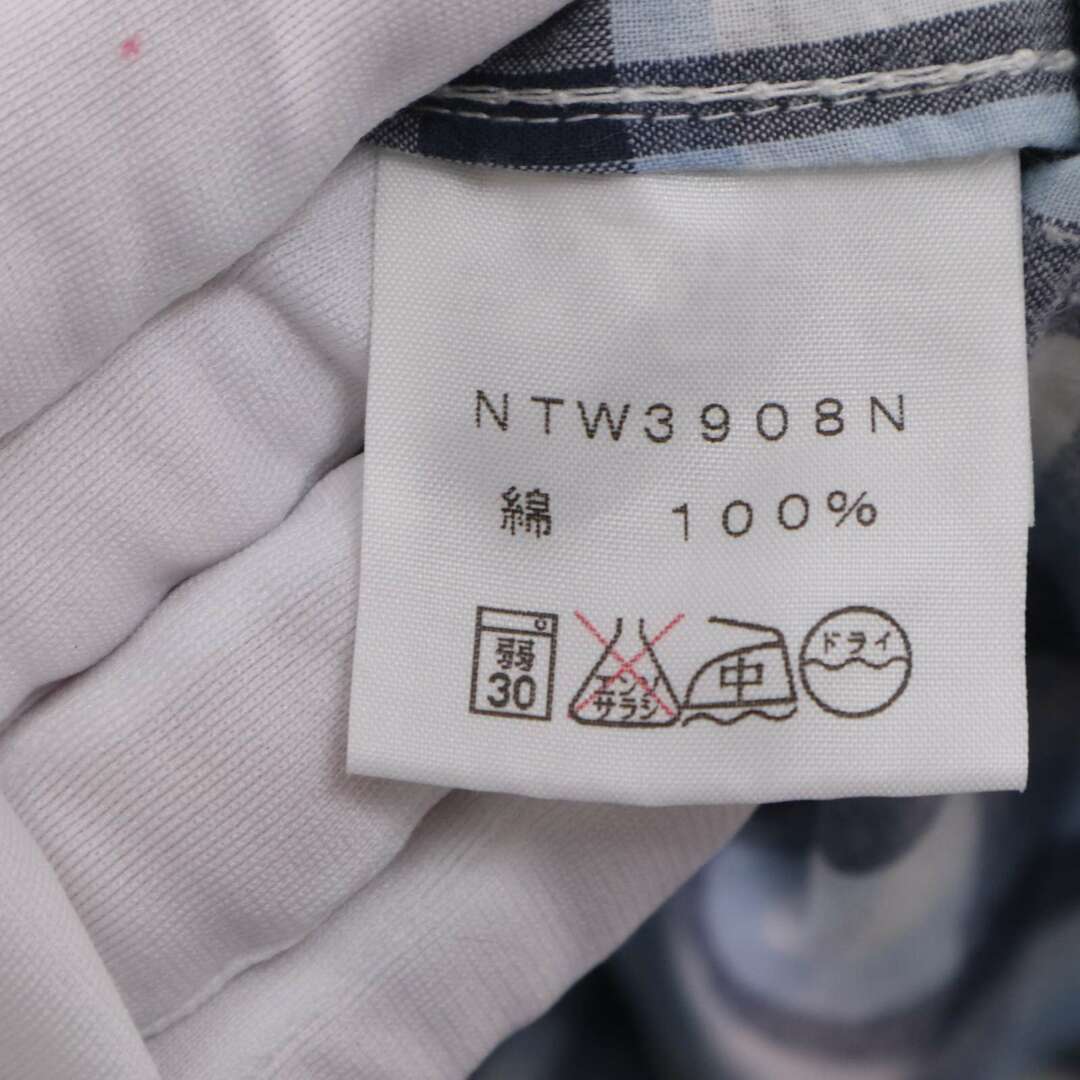 NTW3908N
綿 100%
弱 30
エンソ サラシ
中
ドライ